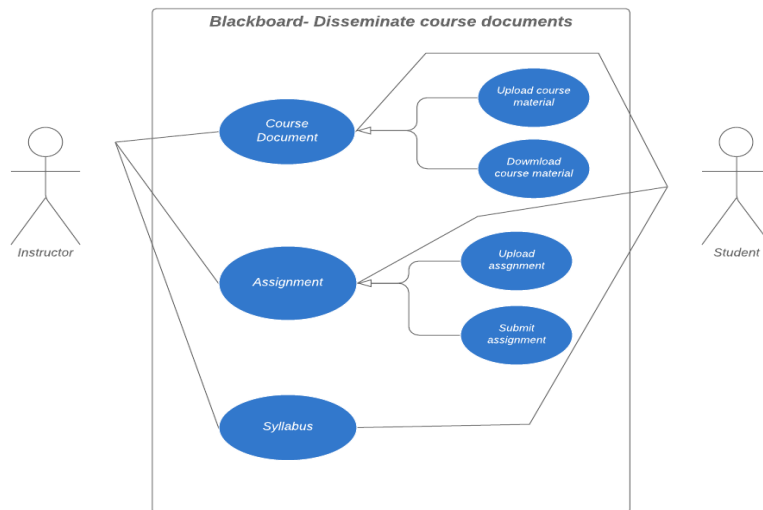 Blackboard- Disseminate course documents
Upload course
material
Course
Document
Dowmload
course material
Instructor
Student
Upload
assgnment
Assignment
Submit
assignment
Syllabus